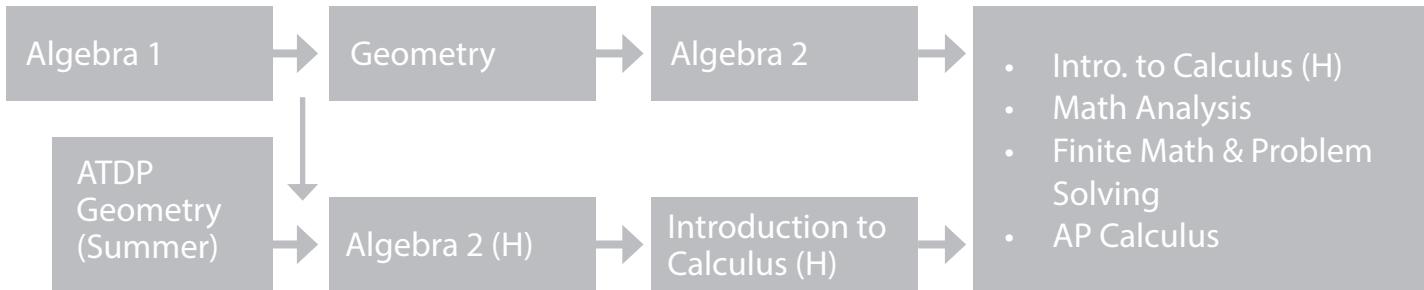 Algebra 1
Geometry
Algebra 2
• Intro. to Calculus (H)
• Math Analysis
• Finite Math & Problem
Solving
• AP Calculus
ATDP
Geometry
(Summer)
Algebra 2 (H)
Introduction to
Calculus (H)